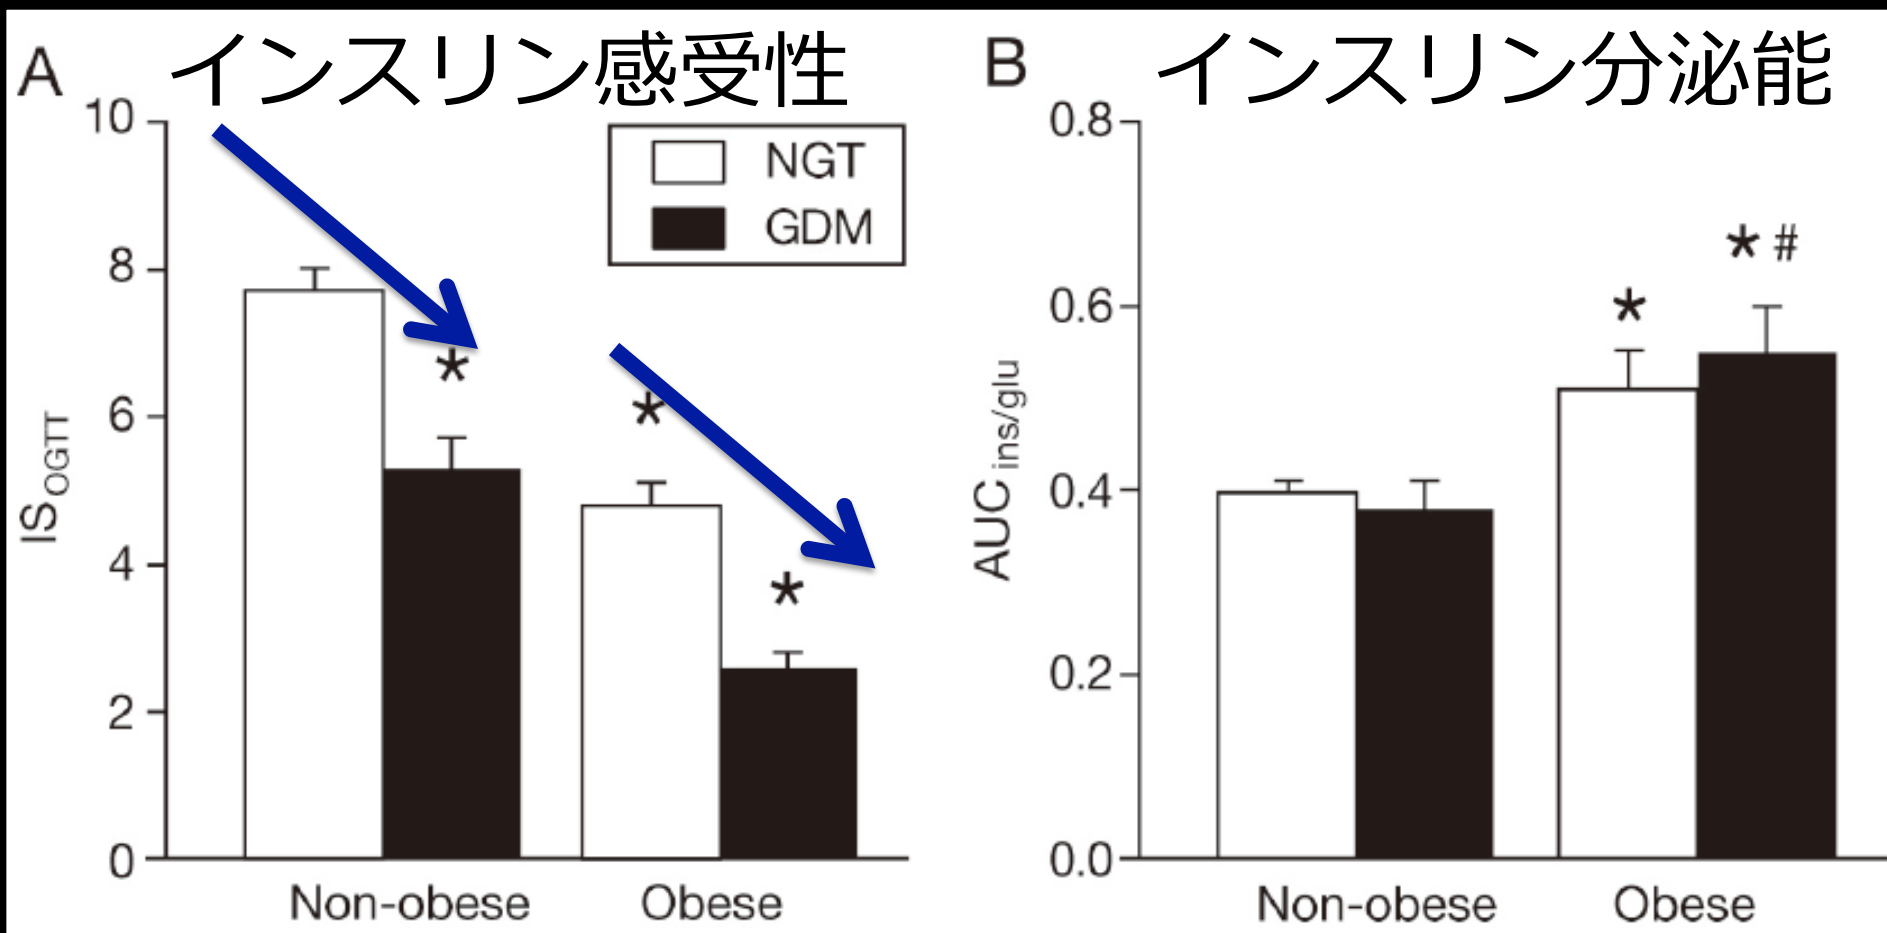 A インスリン感受性
10
8
6
4
2
0
IS OGTT
NGT
GDM
*
*
*
Non-obese
Obese
B インスリン分泌能
0.8
0.6
0.4
0.2
0.0
AUC ins/glu
*
* #
Non-obese
Obese